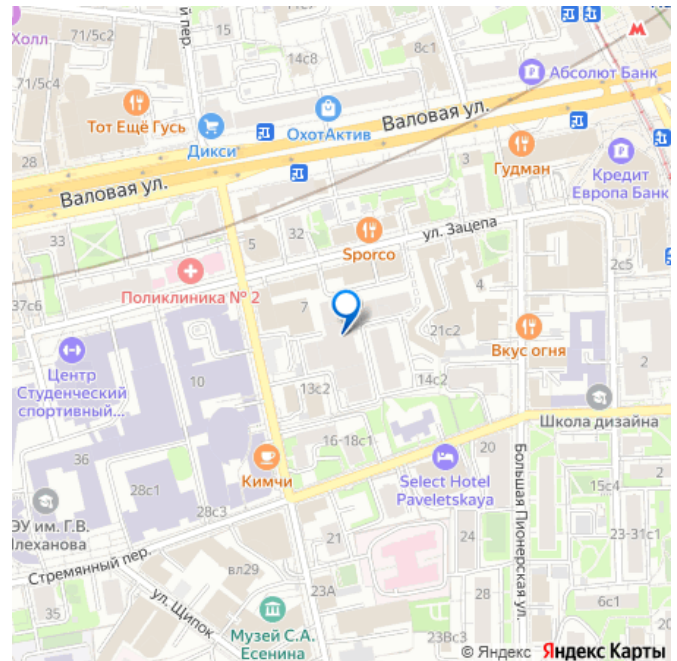 71/5с2
Холл
71/5с4
й пер.
14с8
8с1
Абсолют Банк
Тот Ещё Гусь
Дикси
ОхотАктив
Валовая ул.
Гудман
3
Кредит
Европа Банк
28
Валовая ул.
33
5
32
ул. Зацепа
Sporco
2с5
Поликлиника № 2
37с6
7
4
21с2
Вкус огня
2
Центр
Студенческий
спортивный...
10
13с2
14с2
Школа дизайна
16-18с1
36
Кимчи
Select Hotel
Paveletskaya
20
Большая Пионерская ул.
15с4
28с1
28с3
ЭУ им. Г.В.
Плеханова
21
23-31с1
Стремянный пер.
вл29
23А
24
28
35
ул. Щипок
6с1
Музей С.А.
Есенина
23Вс3
© Яндекс Яндекс Карты